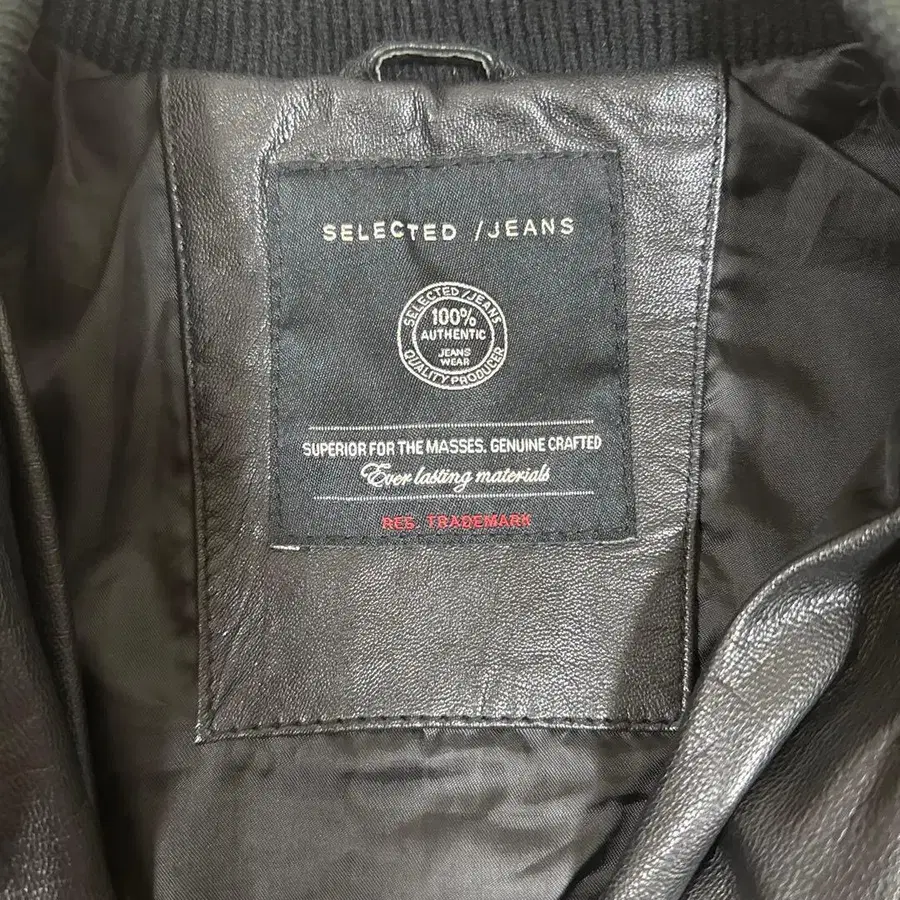 SELECTED /JEANS
SELECTED /JEANS
100%
AUTHENTIC
JEANS
WEAR
QUALITY PRODUCER
SUPERIOR FOR THE MASSES. GENUINE CRAFTED
Ever lasting materials
RES. TRADEMARK